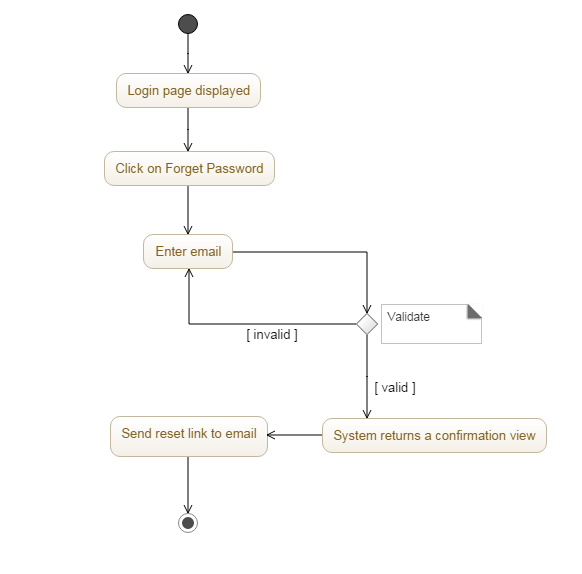 Login page displayed
Click on Forget Password
Enter email
Validate
[ invalid ]
[ valid ]
System returns a confirmation view
Send reset link to email